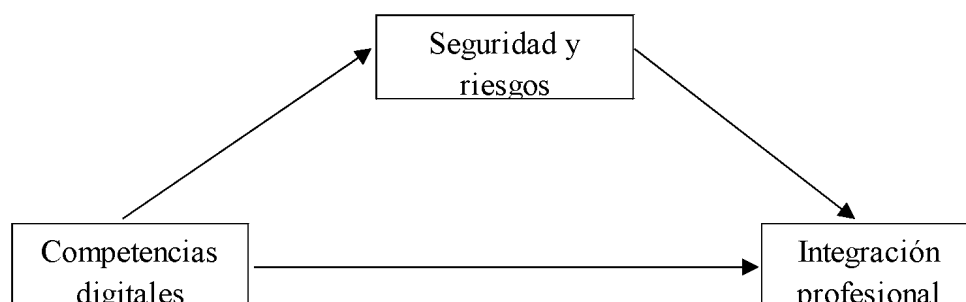 Seguridad y
riesgos
Competencias
digitales
Integración
profesional